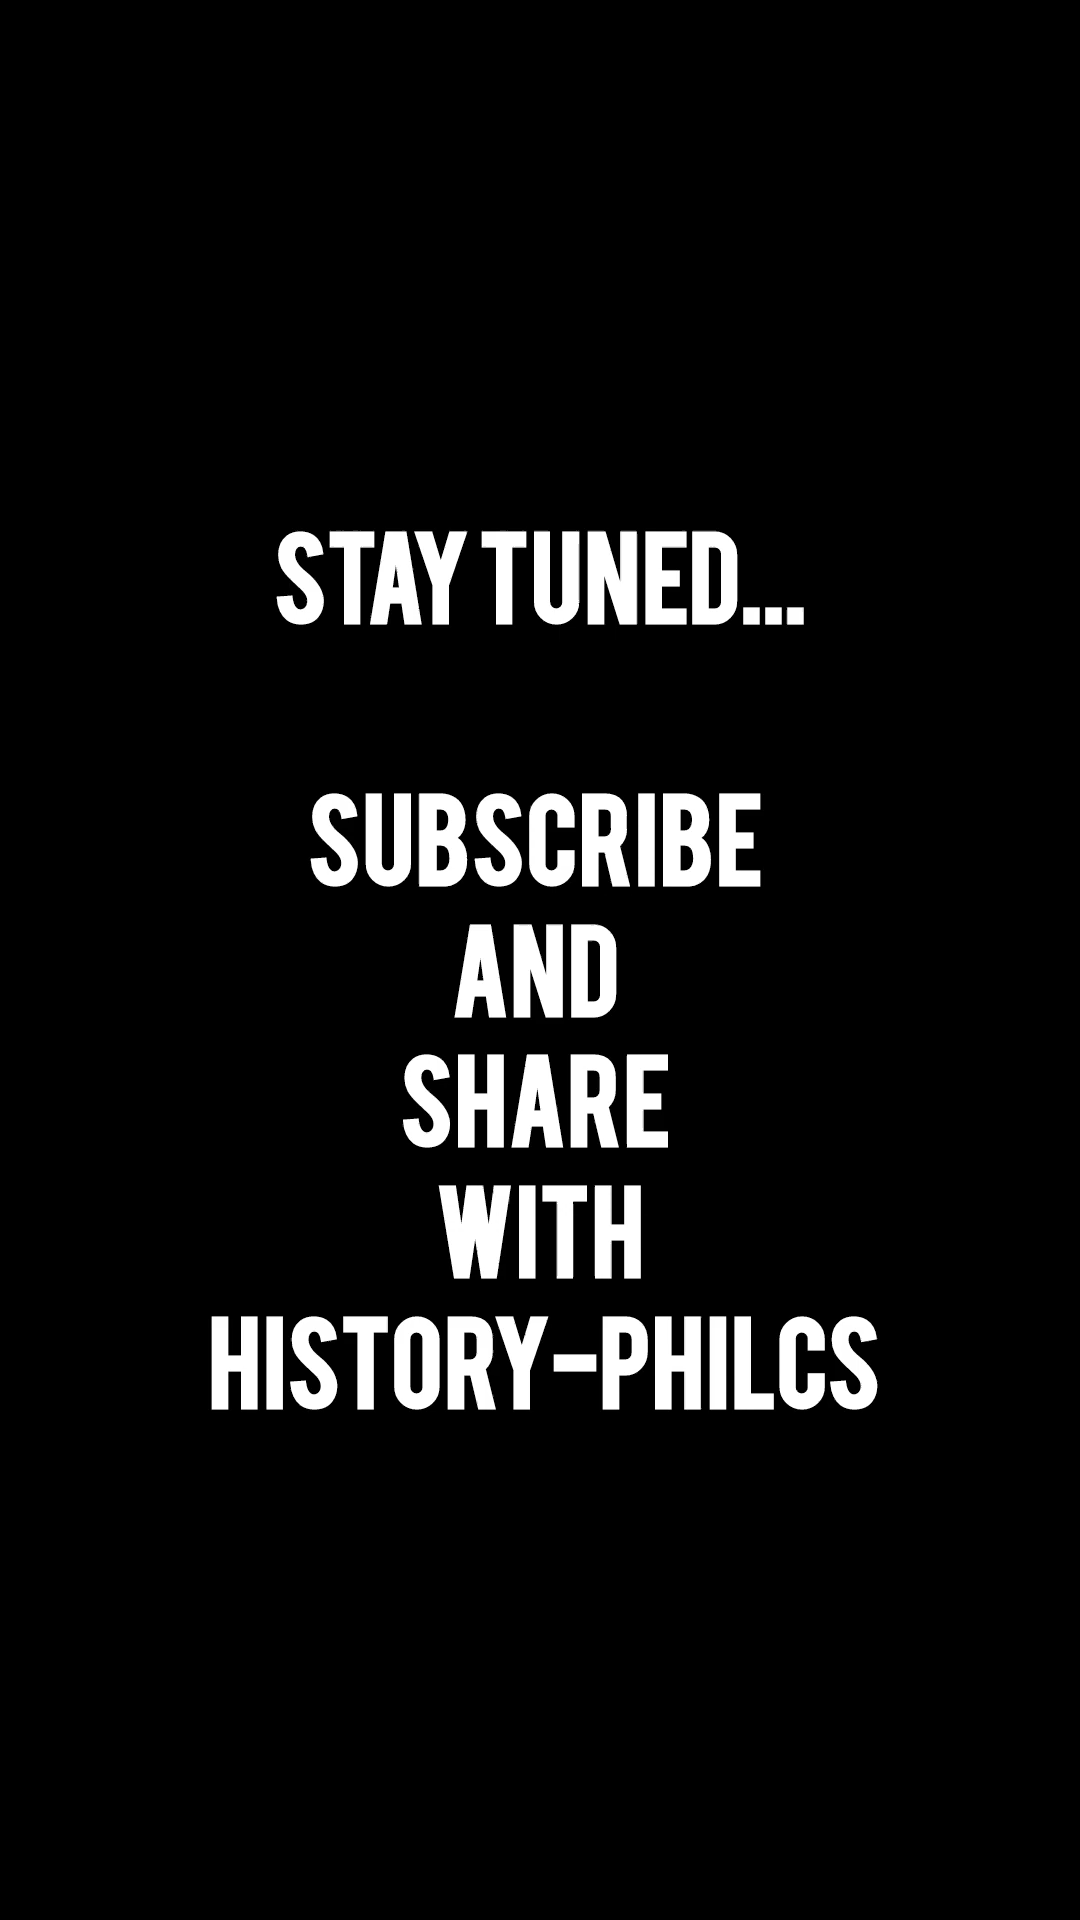 STAY TUNED...
SUBSCRIBE
AND
SHARE
WITH
HISTORY-PHILCS